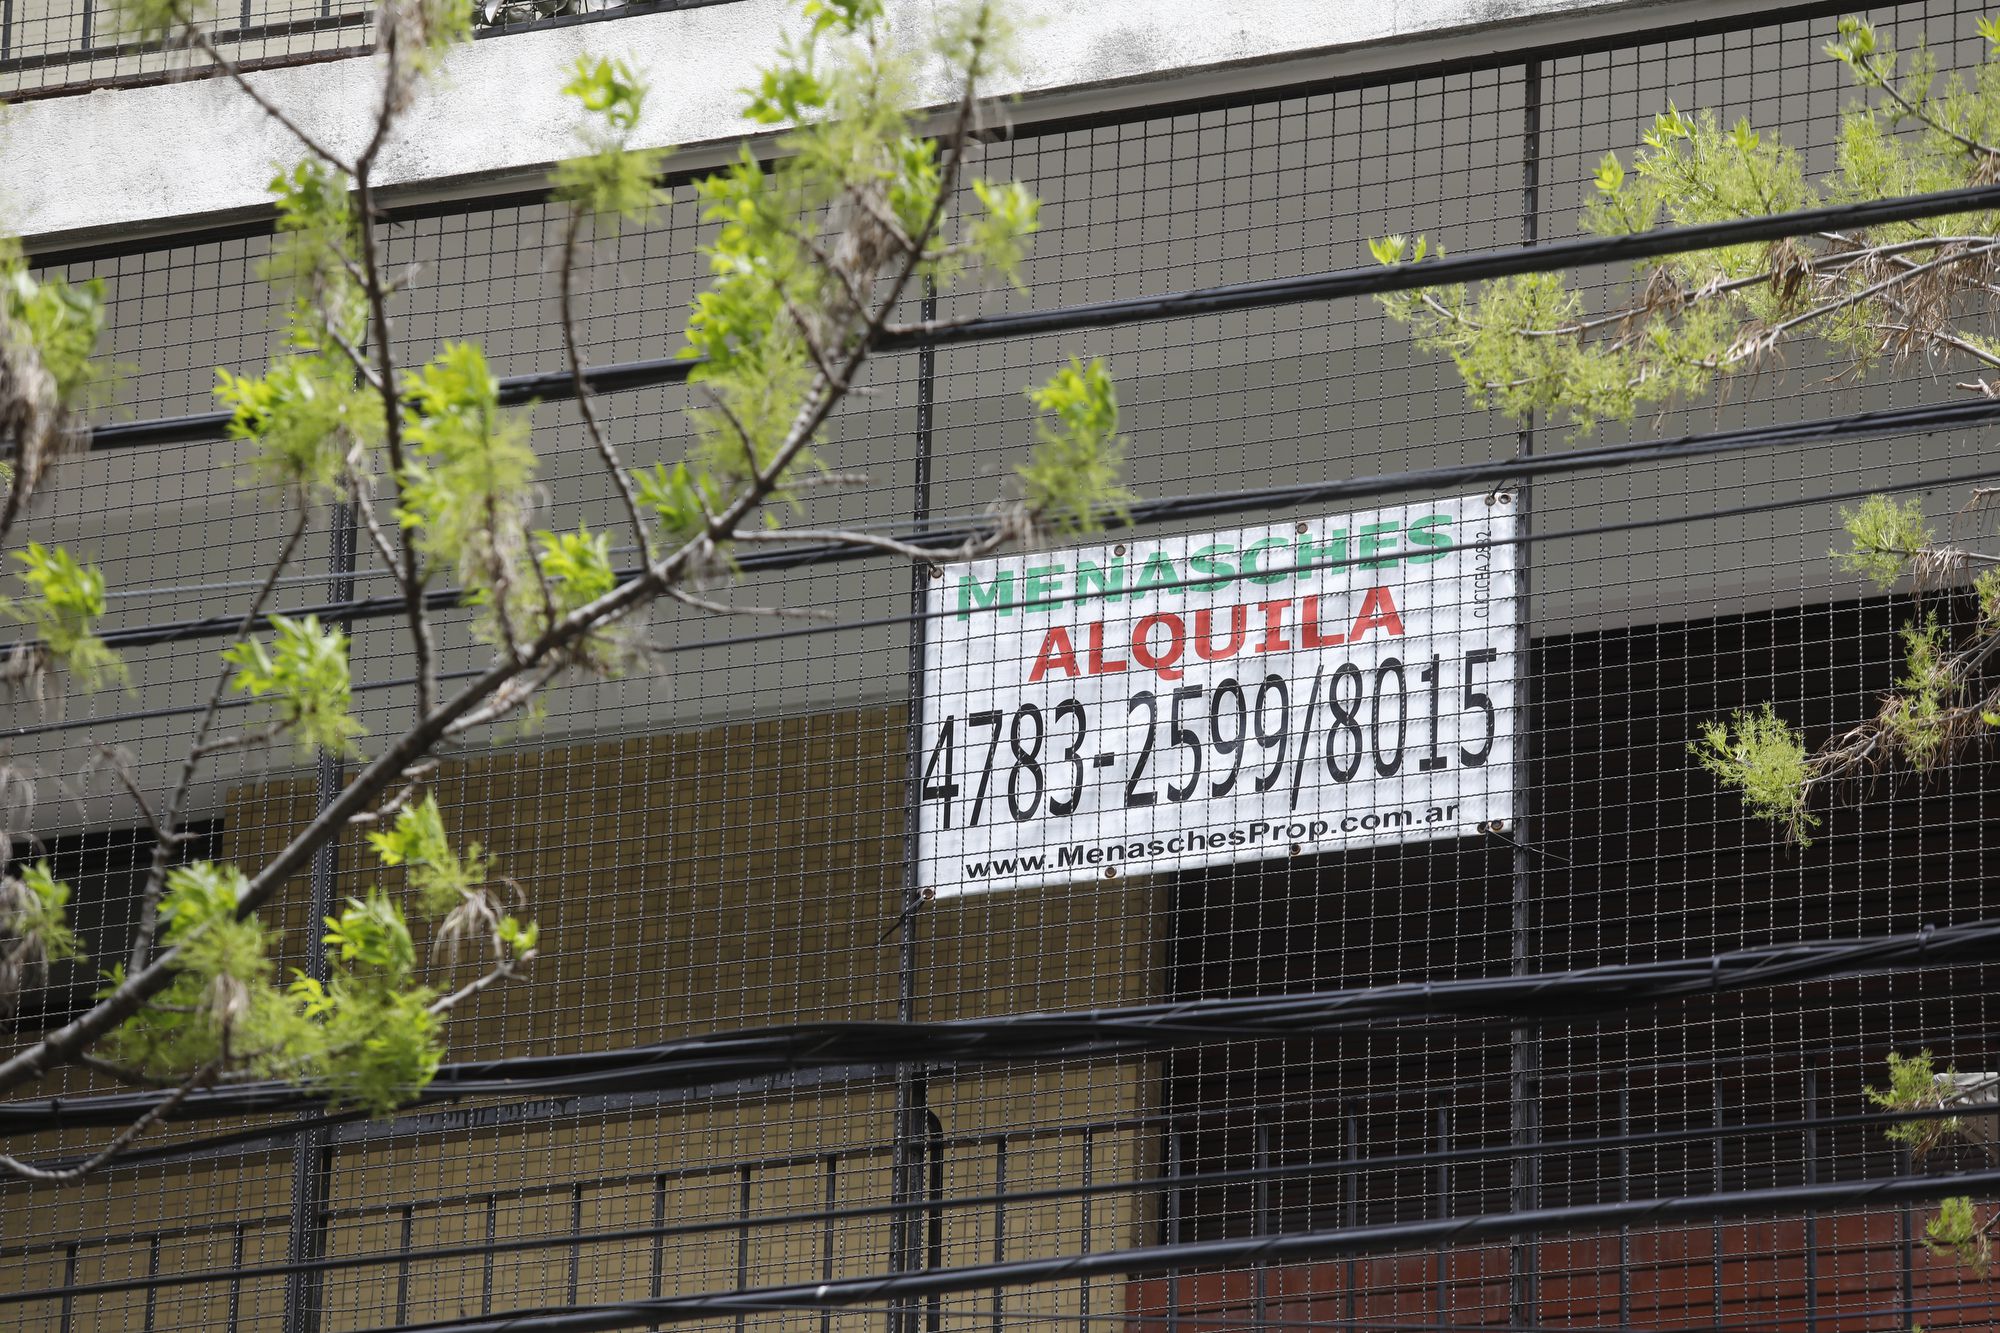 MENASCHES
ALQUILA
4783-2599/8015
www.MenaschesProp.com.ar